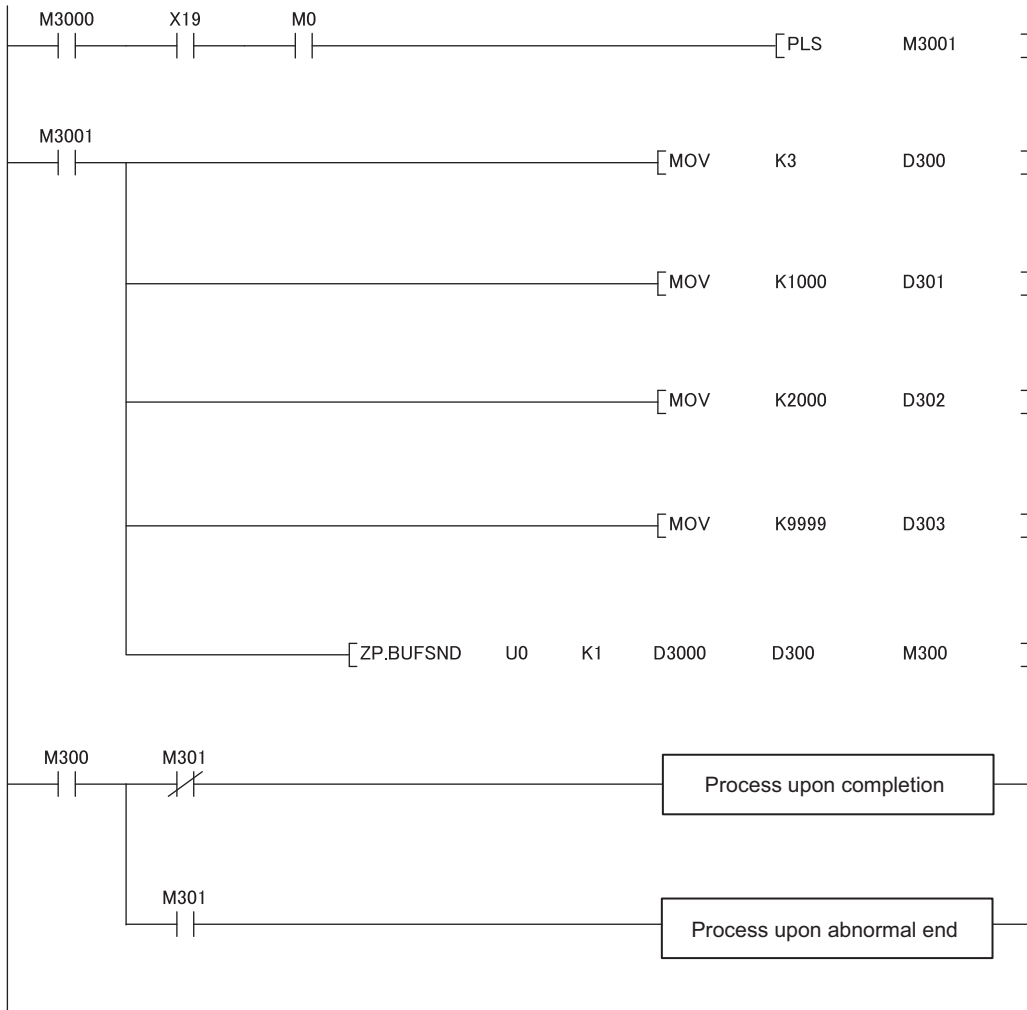 M3000 X19 M0
PLS M3001
M3001
MOV K3 D300
MOV K1000 D301
MOV K2000 D302
MOV K9999 D303
ZP.BUFSND U0 K1 D3000 D300 M300
M300 M301
Process upon completion
M301
Process upon abnormal end